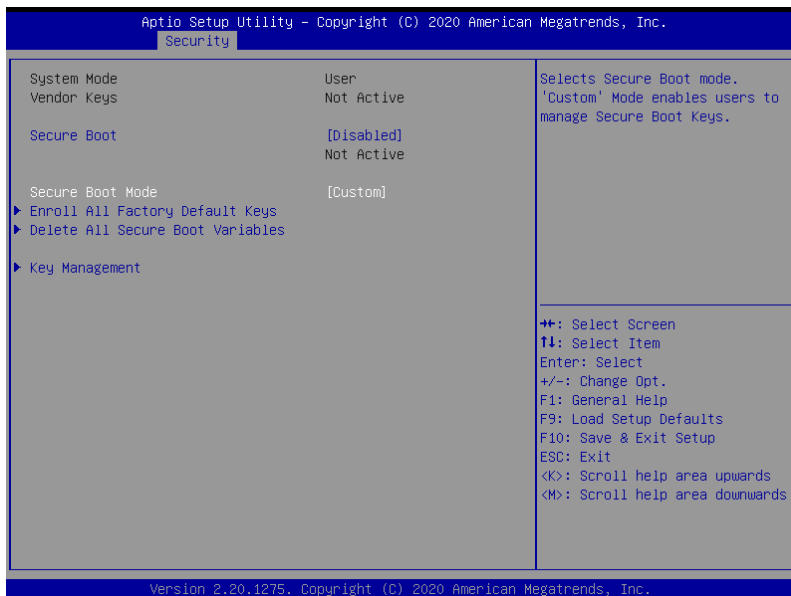 Aptio Setup Utility – Copyright (C) 2020 American Megatrends, Inc.
Security
System Mode User
Vendor Keys Not Active
Secure Boot [Disabled]
Not Active
Secure Boot Mode [Custom]
Enroll All Factory Default Keys
Delete All Secure Boot Variables
Key Management
Selects Secure Boot mode.
'Custom' Mode enables users to
manage Secure Boot Keys.
→←: Select Screen
↑↓: Select Item
Enter: Select
+/-: Change Opt.
F1: General Help
F9: Load Setup Defaults
F10: Save & Exit Setup
ESC: Exit
<K>: Scroll help area upwards
<M>: Scroll help area downwards
Version 2.20.1275. Copyright (C) 2020 American Megatrends, Inc.